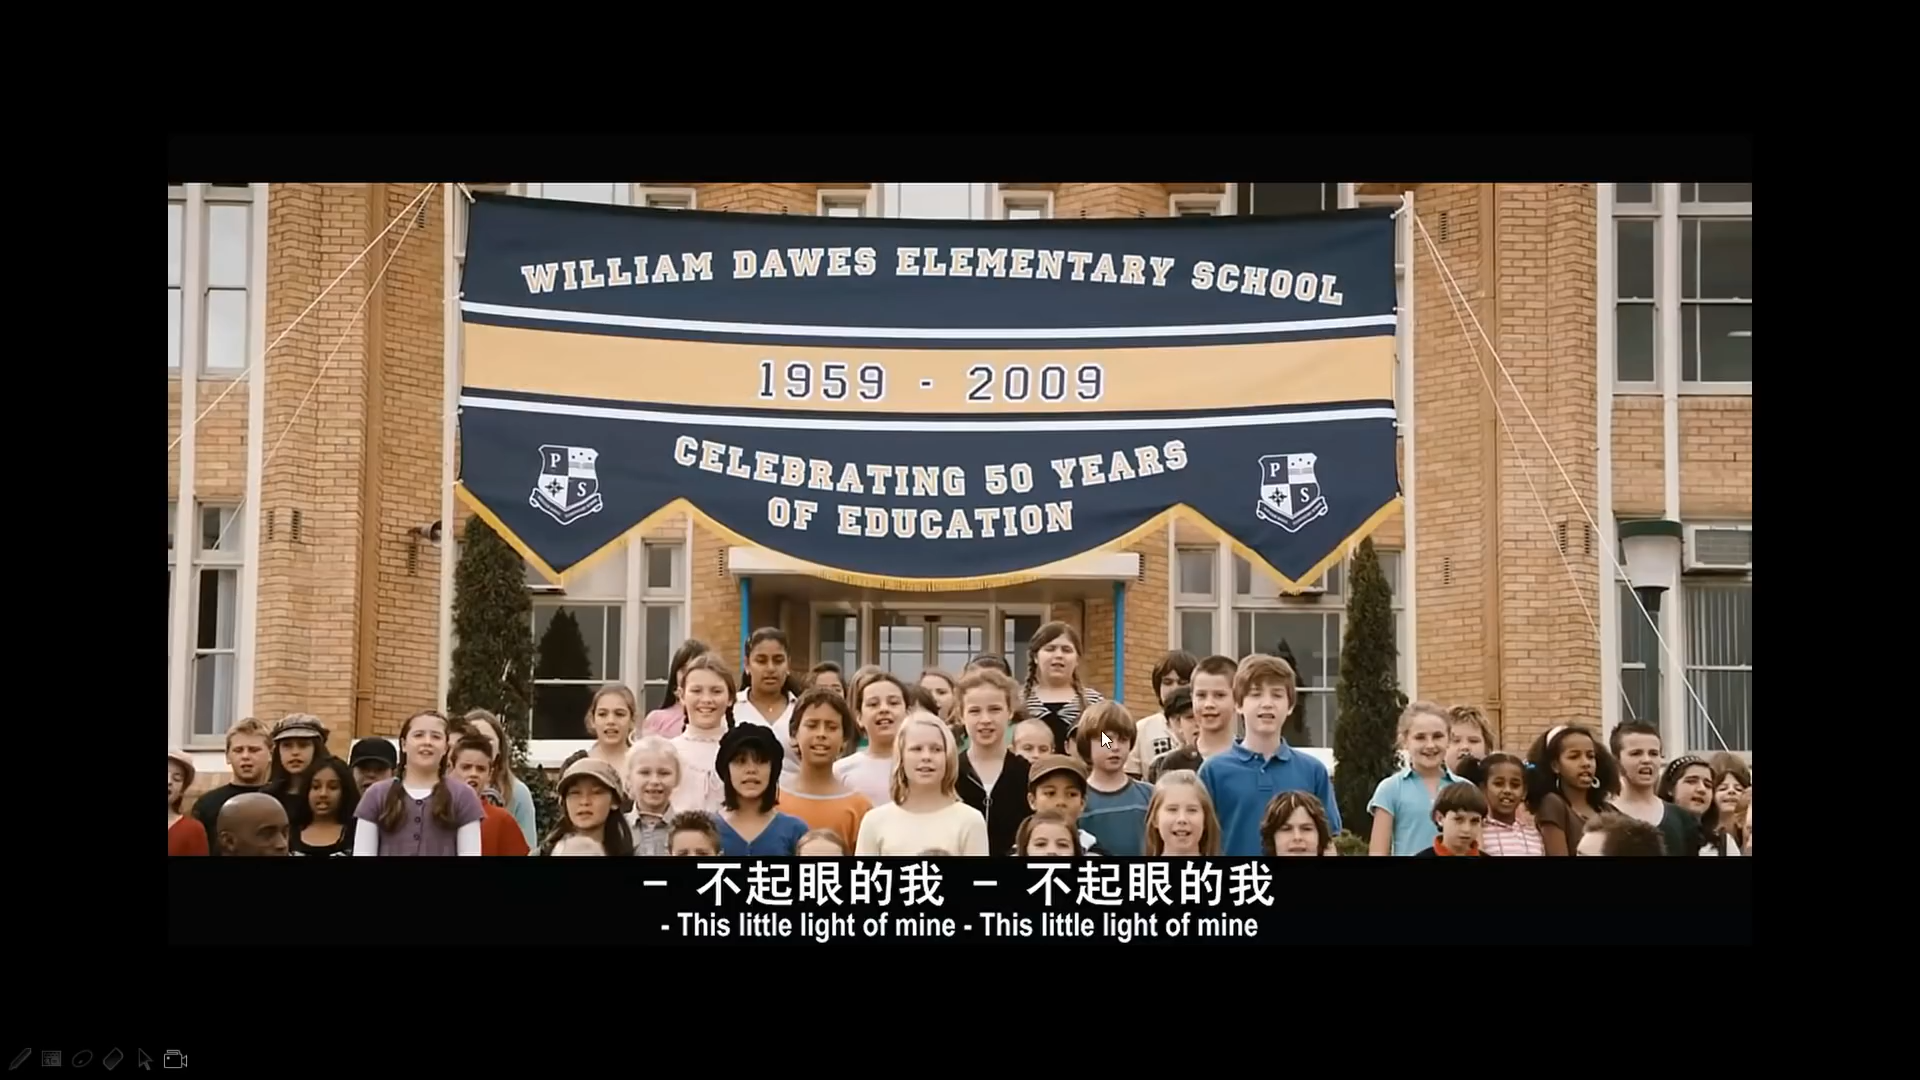 WILLIAM DAWES ELEMENTARY SCHOOL
1959 - 2009
CELEBRATING 50 YEARS
OF EDUCATION
P
S
P
S
- 不起眼的我 - 不起眼的我
- This little light of mine - This little light of mine